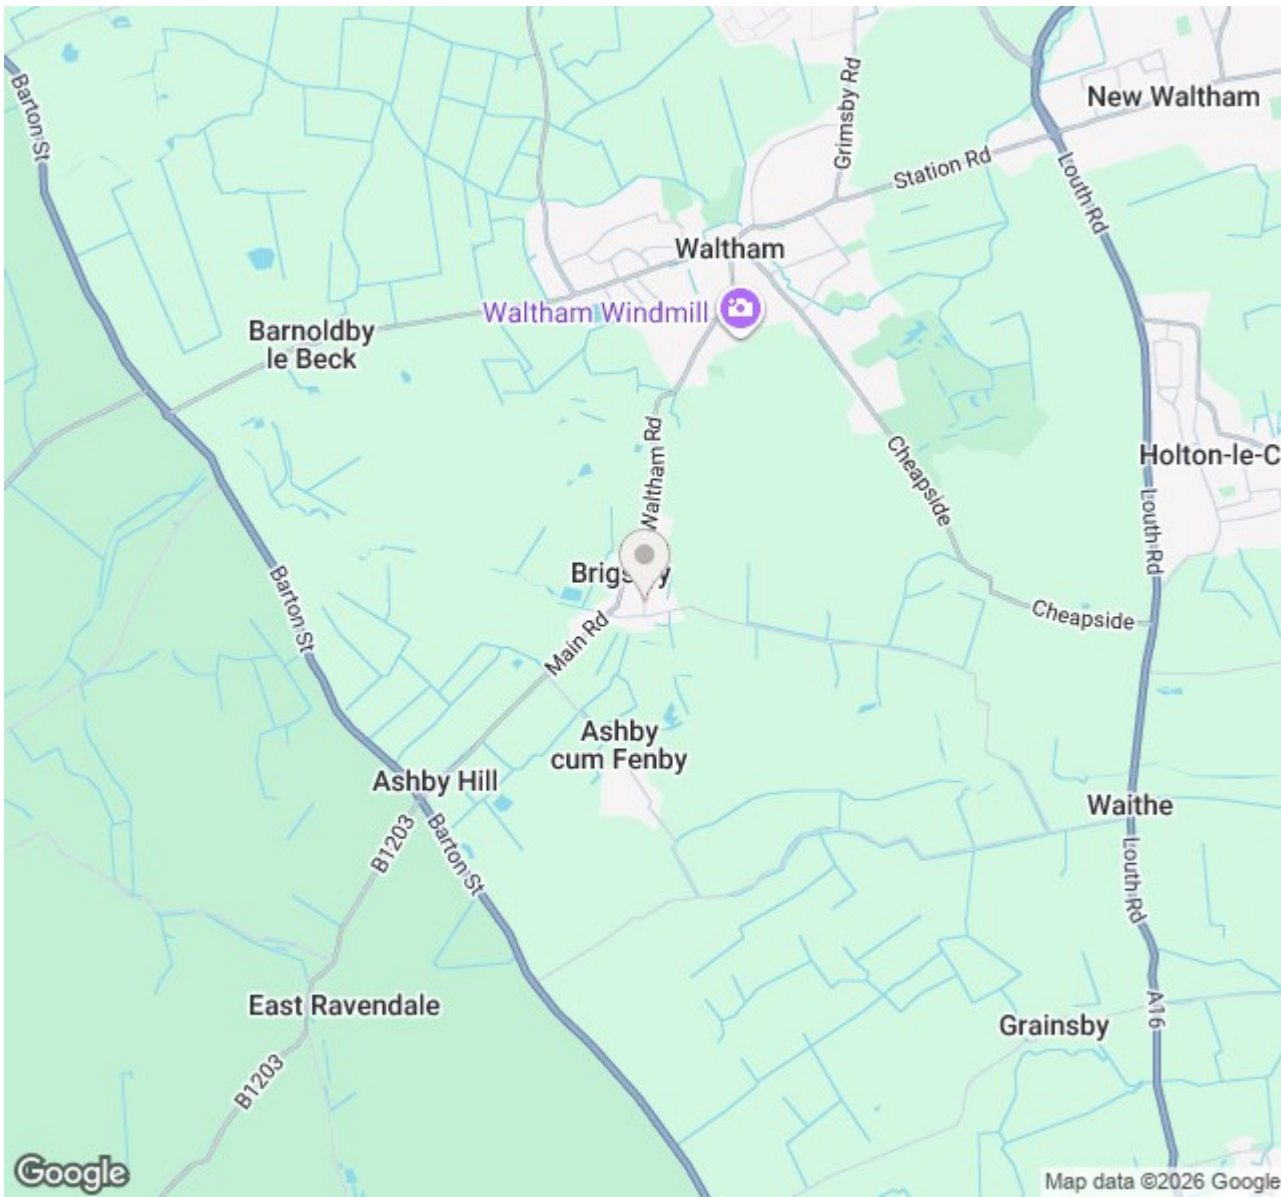 Barton St
Grimsby Rd
New Waltham
Station Rd
Louth Rd
Waltham
Waltham Windmill
Barnoldby
le Beck
Waltham Rd
Cheapside
Holton-le-C
Louth Rd
Barton St
Main Rd
Cheapside
Ashby
cum Fenby
Ashby Hill
B1203
Barton St
Waithe
Louth Rd
East Ravendale
A16
Grainsby
B1203
Google
Map data ©2026 Google